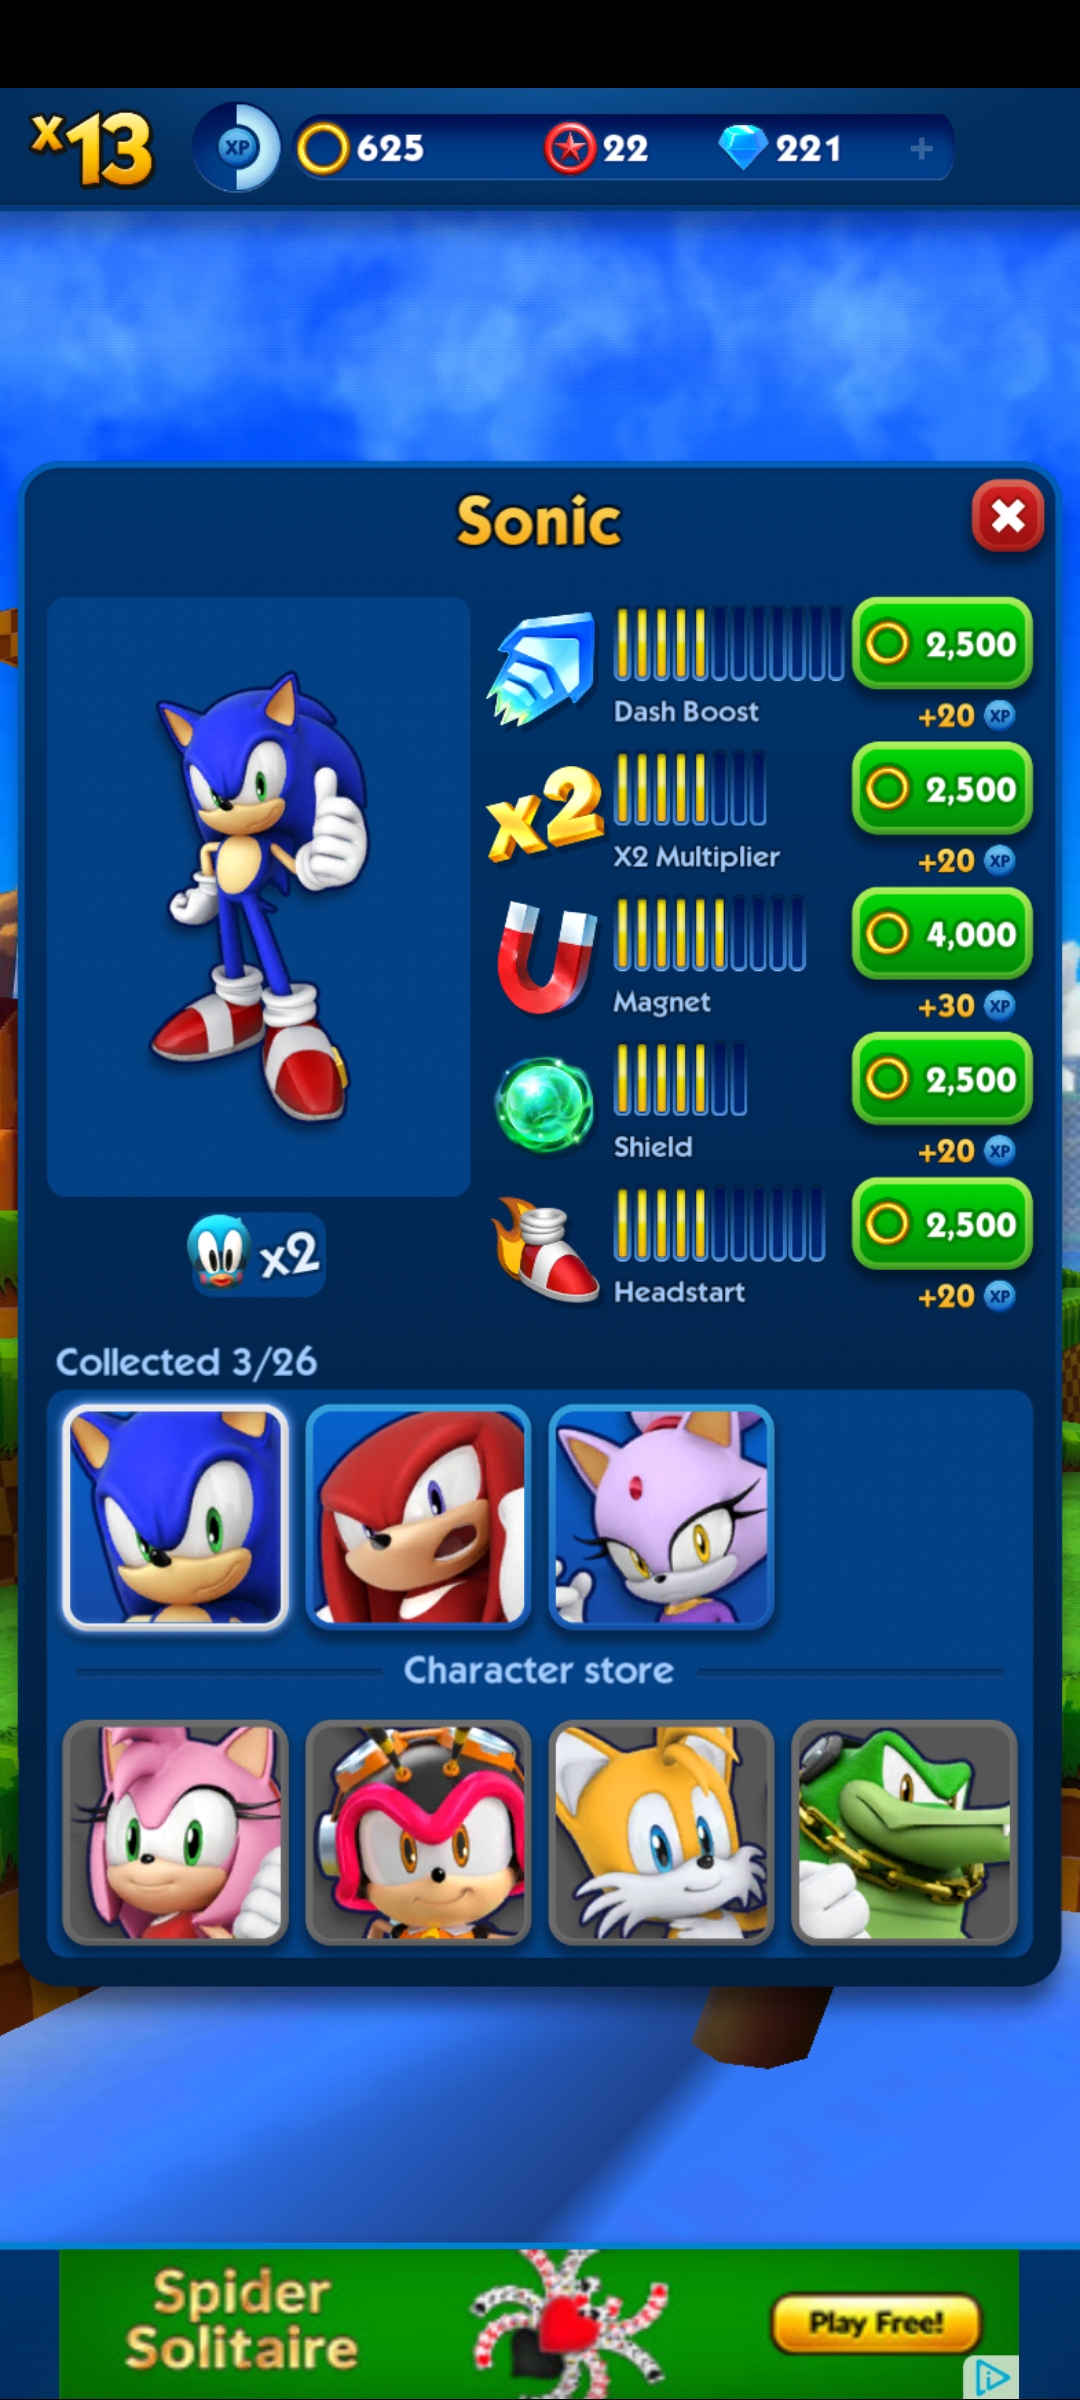 x13
XP
625
22
221
+
Sonic
2,500
Dash Boost
+20 XP
x2
2,500
X2 Multiplier
+20 XP
4,000
Magnet
+30 XP
2,500
Shield
+20 XP
x2
2,500
Headstart
+20 XP
Collected 3/26
Character store
Spider
Solitaire
Play Free!